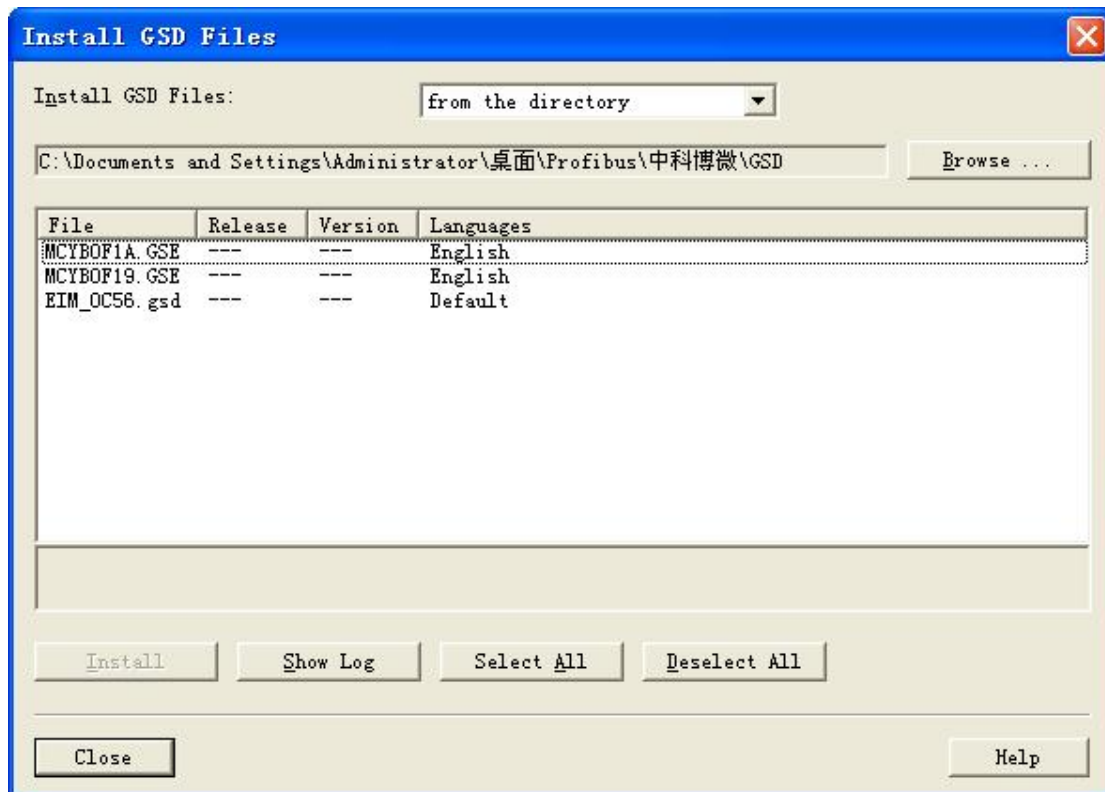 Install GSD Files
Install GSD Files: from the directory
C:\Documents and Settings\Administrator\桌面\Profibus\中科博微\GSD Browse ...
File Release Version Languages
MCYBOF1A.GSE --- --- English
MCYBOF19.GSE --- --- English
EIM_0C56.gsd --- --- Default
Install Show Log Select All Deselect All
Close Help